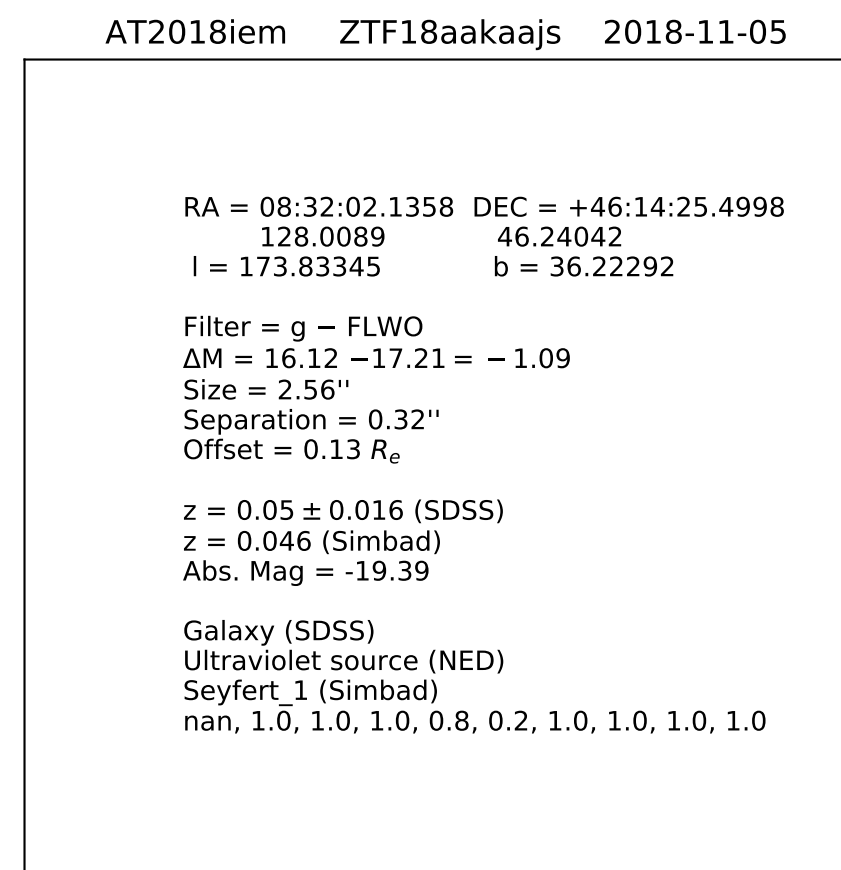 AT2018iem ZTF18aakaajs 2018-11-05
RA = 08:32:02.1358 DEC = +46:14:25.4998
128.0089 46.24042
l = 173.83345 b = 36.22292
Filter = g − FLWO
ΔM = 16.12 −17.21 = − 1.09
Size = 2.56''
Separation = 0.32''
Offset = 0.13 Re
z = 0.05 ± 0.016 (SDSS)
z = 0.046 (Simbad)
Abs. Mag = -19.39
Galaxy (SDSS)
Ultraviolet source (NED)
Seyfert_1 (Simbad)
nan, 1.0, 1.0, 1.0, 0.8, 0.2, 1.0, 1.0, 1.0, 1.0